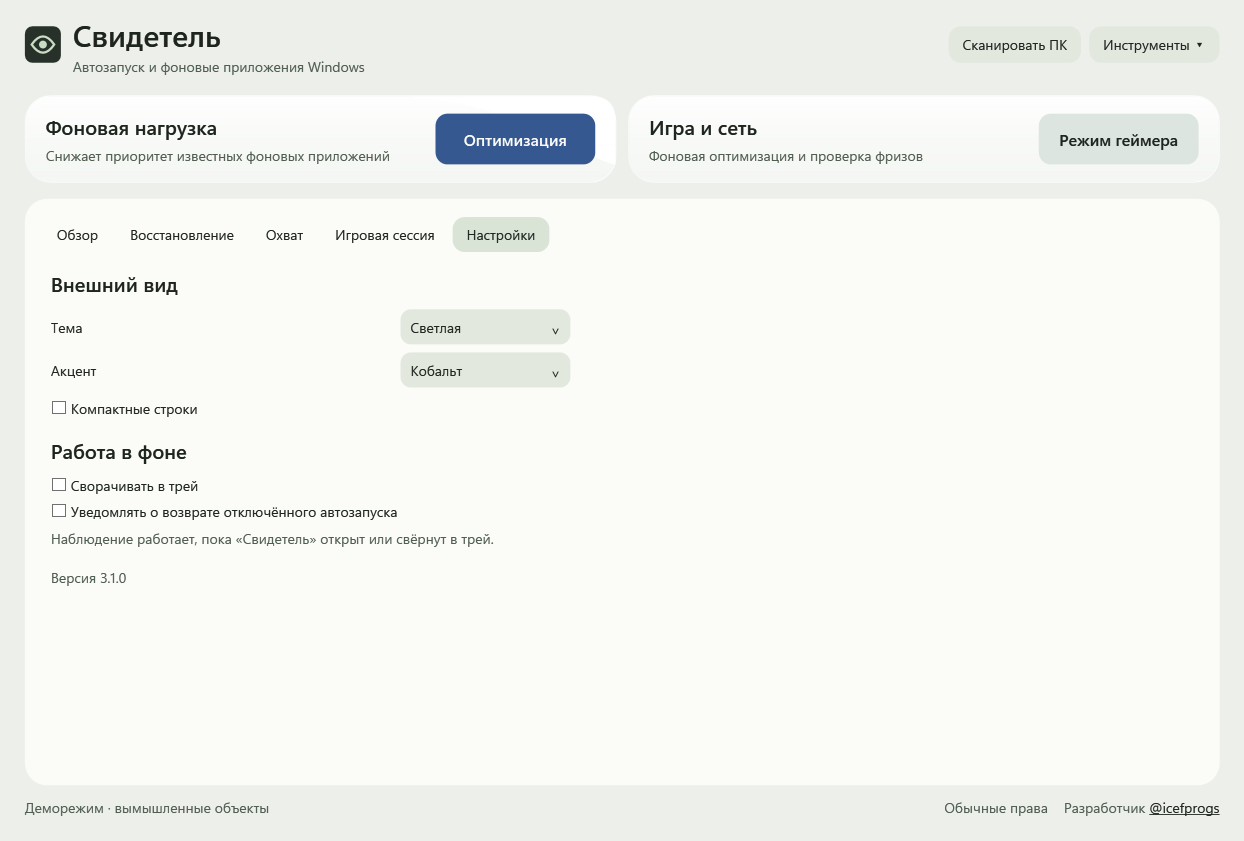 Свидетель
Автозапуск и фоновые приложения Windows
Сканировать ПК
Инструменты ▾
Фоновая нагрузка
Снижает приоритет известных фоновых приложений
Оптимизация
Игра и сеть
Фоновая оптимизация и проверка фризов
Режим геймера
Обзор Восстановление Охват Игровая сессия Настройки
Внешний вид
Тема Светлая
Акцент Кобальт
Компактные строки
Работа в фоне
Сворачивать в трей
Уведомлять о возврате отключённого автозапуска
Наблюдение работает, пока «Свидетель» открыт или свёрнут в трей.
Версия 3.1.0
Деморежим · вымышленные объекты
Обычные права Разработчик @icefprogs